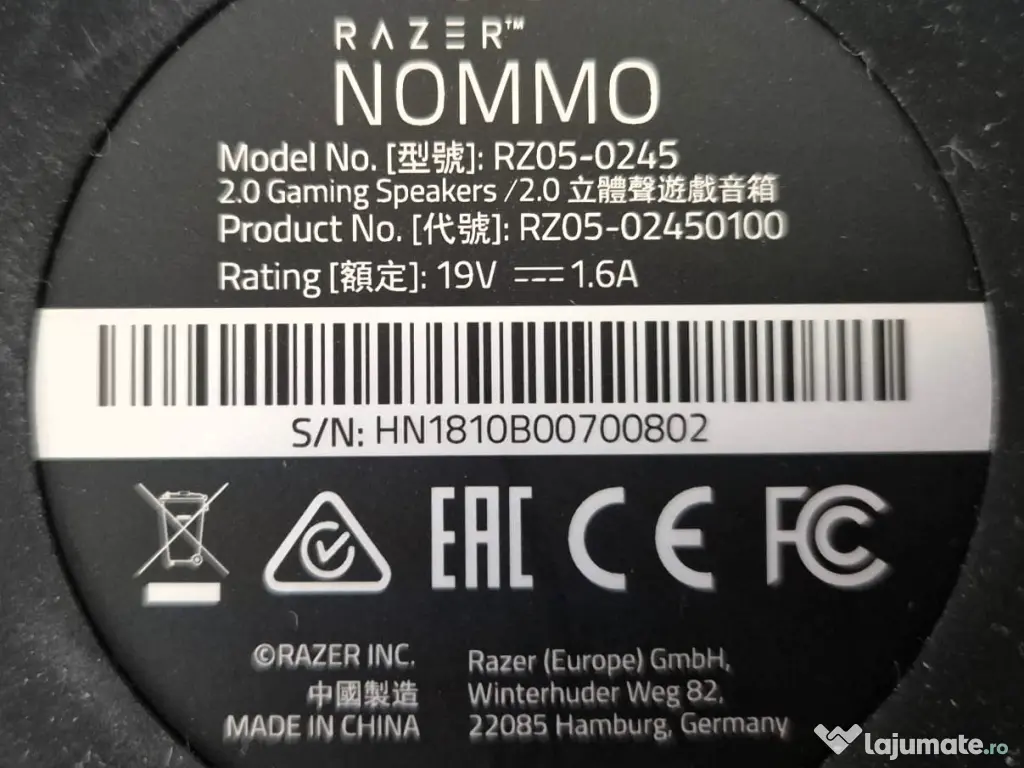 RAZER™
NOMMO
Model No. [型號]: RZ05-0245
2.0 Gaming Speakers /2.0 立體聲遊戲音箱
Product No. [代號]: RZ05-02450100
Rating [額定]: 19V ⎓ 1.6A
S/N: HN1810B00700802
EAC CE FC
©RAZER INC.
中國製造
MADE IN CHINA
Razer (Europe) GmbH,
Winterhuder Weg 82,
22085 Hamburg, Germany
lajumate.ro